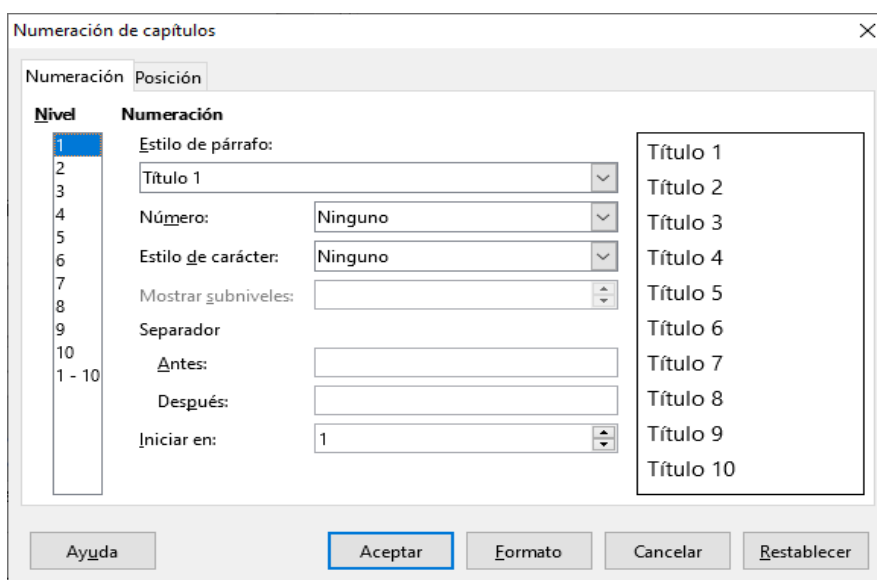 Numeración de capítulos
Numeración Posición
Nivel
1
2
3
4
5
6
7
8
9
10
1 - 10
Numeración
Estilo de párrafo:
Título 1
Número: Ninguno
Estilo de carácter: Ninguno
Mostrar subniveles:
Separador
Antes:
Después:
Iniciar en: 1
Título 1
Título 2
Título 3
Título 4
Título 5
Título 6
Título 7
Título 8
Título 9
Título 10
Ayuda Aceptar Formato Cancelar Restablecer